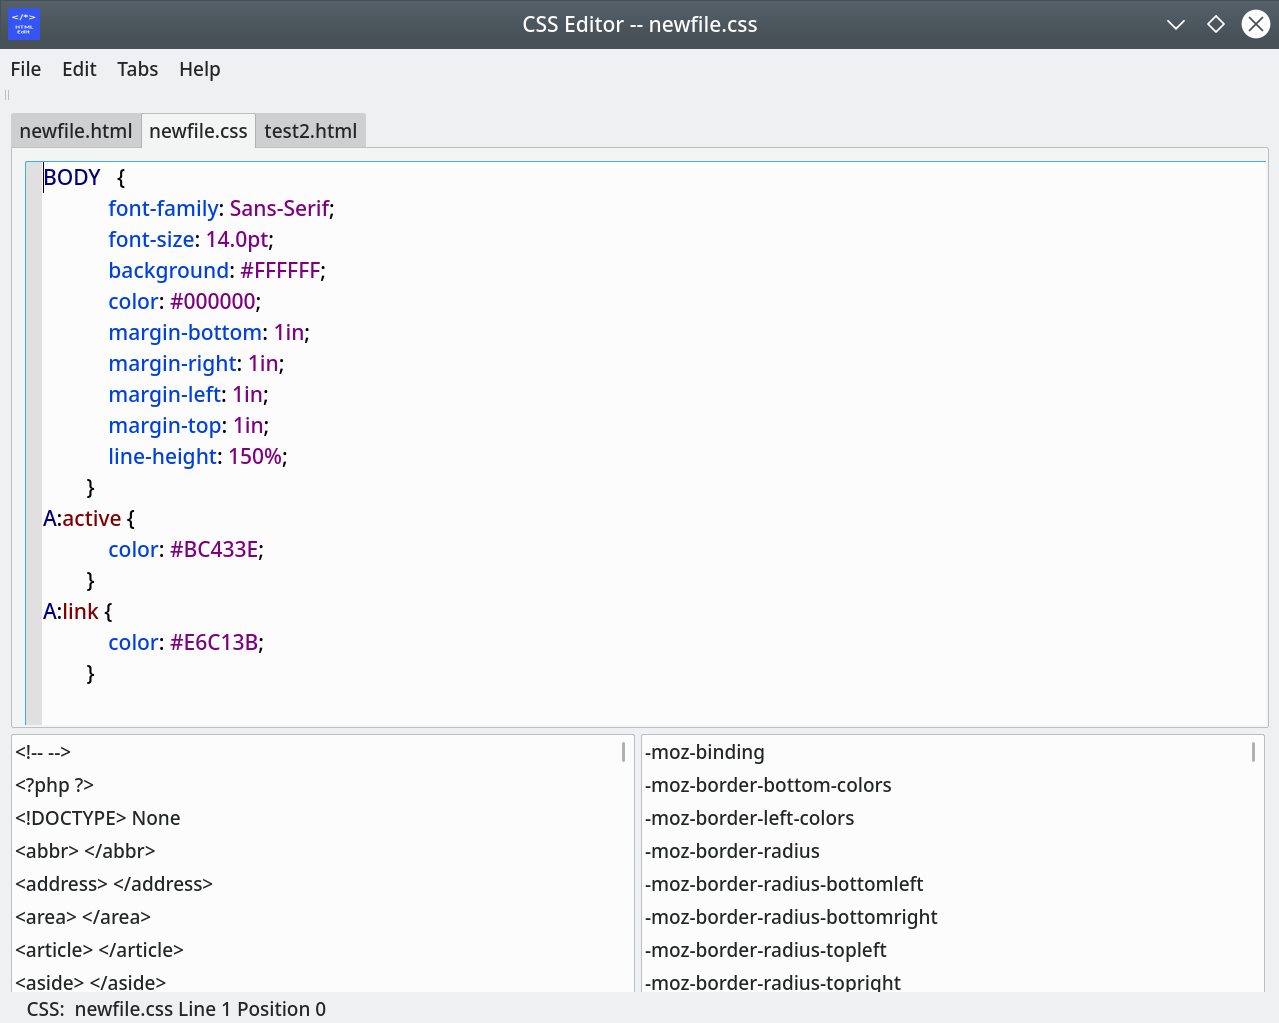 </*>
HTML
Edit
CSS Editor -- newfile.css
File Edit Tabs Help
newfile.html newfile.css test2.html
BODY {
font-family: Sans-Serif;
font-size: 14.0pt;
background: #FFFFFF;
color: #000000;
margin-bottom: 1in;
margin-right: 1in;
margin-left: 1in;
margin-top: 1in;
line-height: 150%;
}
A:active {
color: #BC433E;
}
A:link {
color: #E6C13B;
}
<!-- -->
<?php ?>
<!DOCTYPE> None
<abbr> </abbr>
<address> </address>
<area> </area>
<article> </article>
<aside> </aside>
-moz-binding
-moz-border-bottom-colors
-moz-border-left-colors
-moz-border-radius
-moz-border-radius-bottomleft
-moz-border-radius-bottomright
-moz-border-radius-topleft
-moz-border-radius-topright
CSS: newfile.css Line 1 Position 0